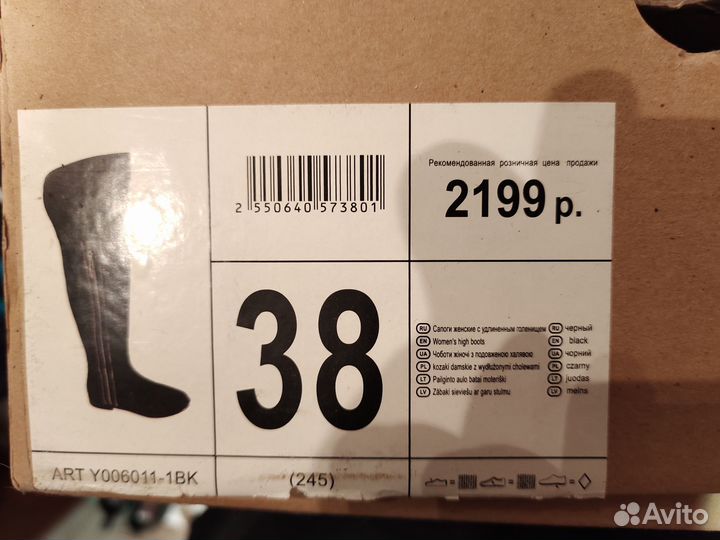 2 550640 573801
Рекомендованная розничная цена продажи
2199 р.
38
RU Сапоги женские с удлиненным голенищем RU черный
EN Women's high boots EN black
UA Чоботи жіночі з подовженою халявою UA чорний
PL kozaki damskie z wydłużonymi cholewami PL czarny
LT Pailginto aulo batai moteriški LT juodas
LV Zābaki sieviešu ar garu stulmu LV melns
ART Y006011-1BK
(245)
Avito